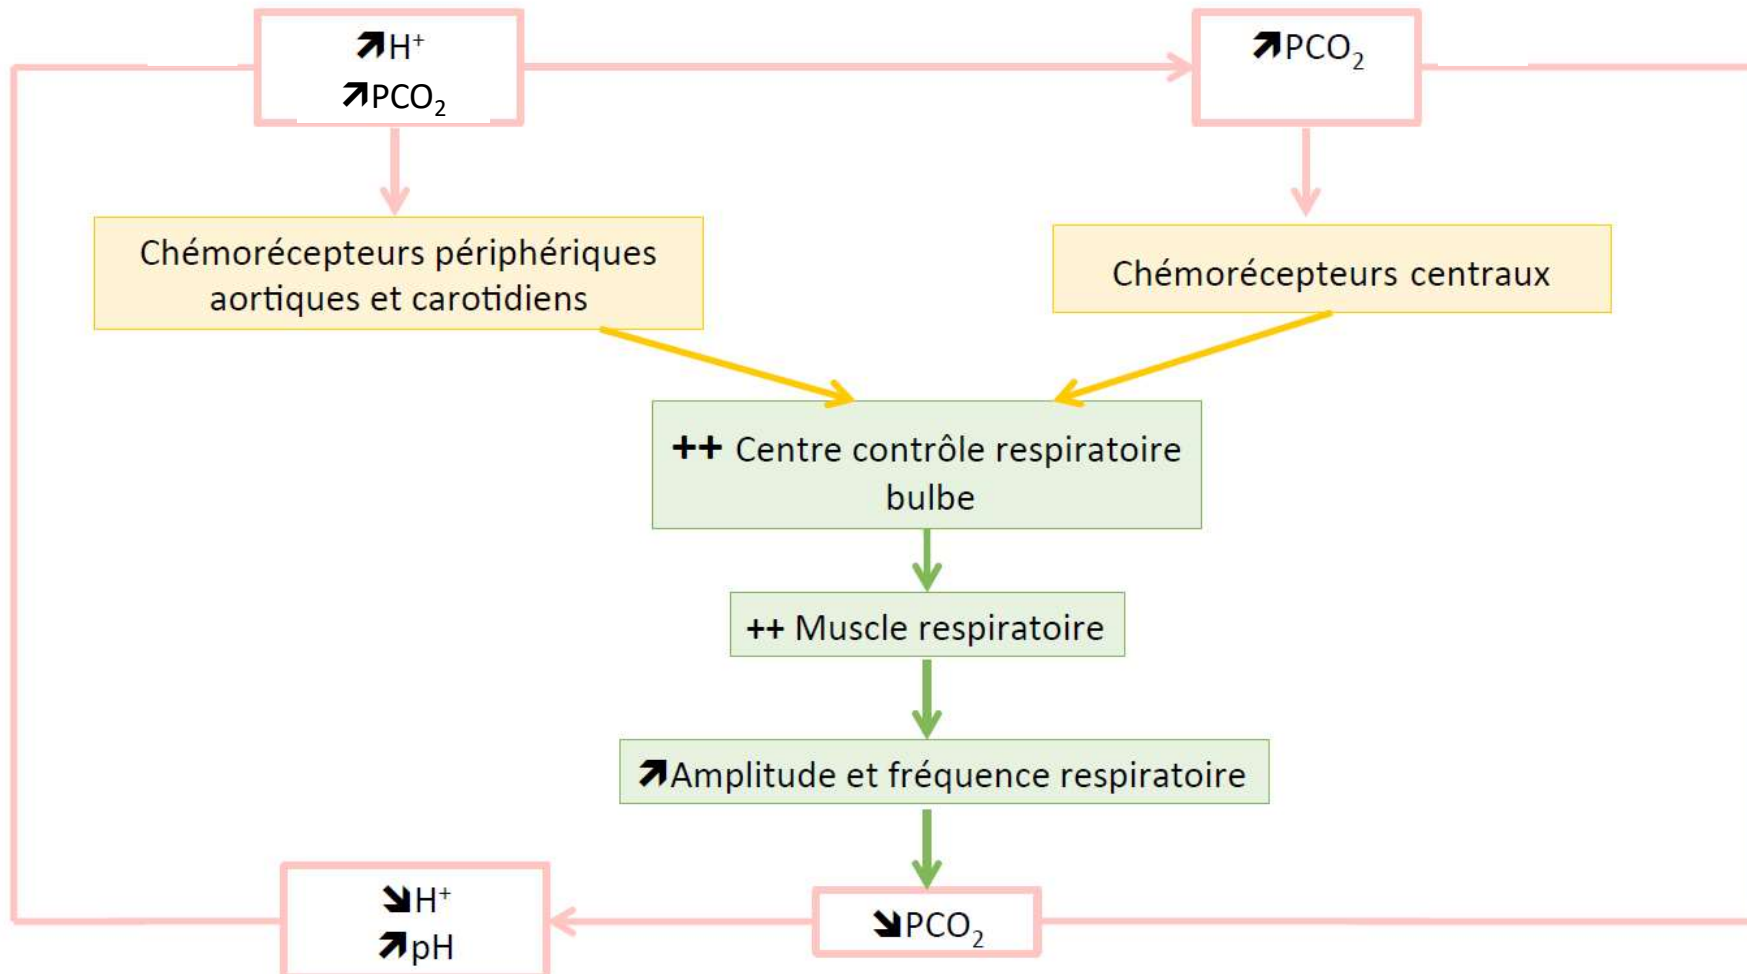 ↗H⁺
↗PCO₂
↗PCO₂
Chémorécepteurs périphériques
aortiques et carotidiens
Chémorécepteurs centraux
++ Centre contrôle respiratoire
bulbe
++ Muscle respiratoire
↗Amplitude et fréquence respiratoire
↘H⁺
↗pH
↘PCO₂